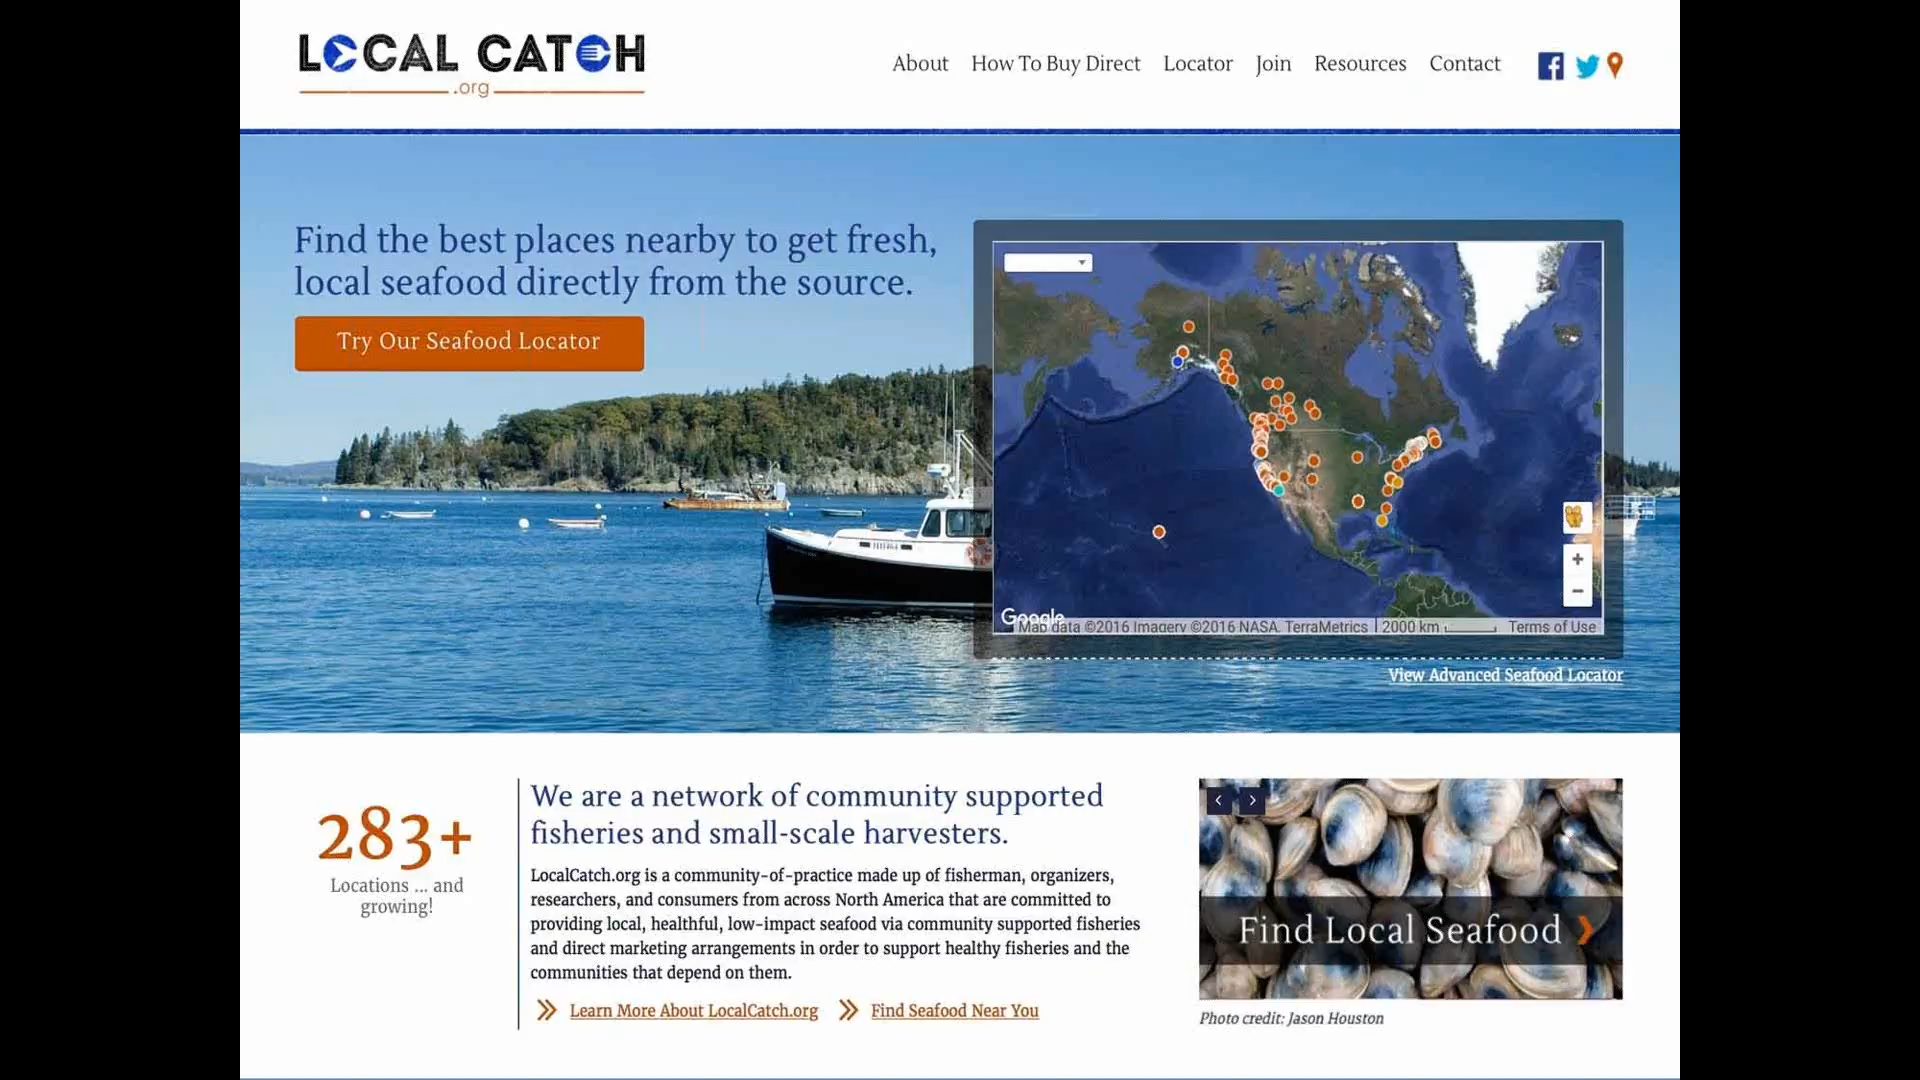 LOCAL CATCH
.org
About How To Buy Direct Locator Join Resources Contact
Find the best places nearby to get fresh,
local seafood directly from the source.
Try Our Seafood Locator
Google
Map data ©2016 Imagery ©2016 NASA, TerraMetrics 2000 km Terms of Use
View Advanced Seafood Locator
283+
Locations ... and
growing!
We are a network of community supported
fisheries and small-scale harvesters.
LocalCatch.org is a community-of-practice made up of fisherman, organizers,
researchers, and consumers from across North America that are committed to
providing local, healthful, low-impact seafood via community supported fisheries
and direct marketing arrangements in order to support healthy fisheries and the
communities that depend on them.
Learn More About LocalCatch.org Find Seafood Near You
Find Local Seafood
Photo credit: Jason Houston